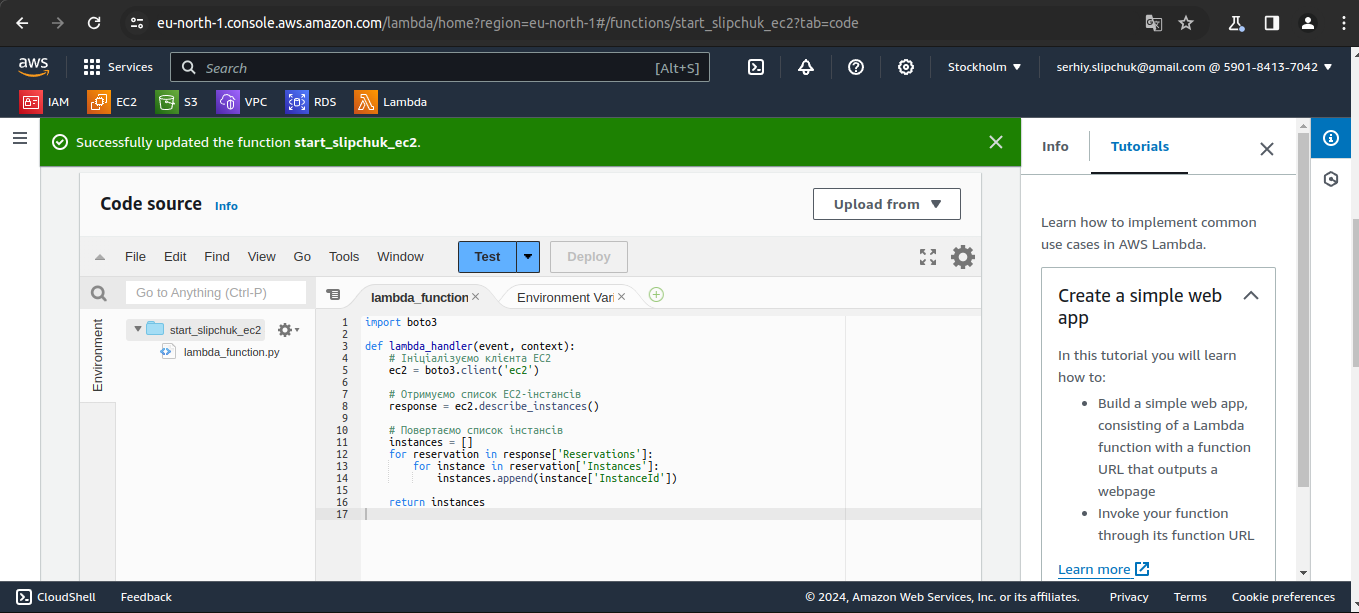 eu-north-1.console.aws.amazon.com/lambda/home?region=eu-north-1#/functions/start_slipchuk_ec2?tab=code
aws
Services
Search
[Alt+S]
Stockholm
serhiy.slipchuk@gmail.com @ 5901-8413-7042
IAM
EC2
S3
VPC
RDS
Lambda
Successfully updated the function start_slipchuk_ec2.
Code source
Info
Upload from
File
Edit
Find
View
Go
Tools
Window
Test
Deploy
Go to Anything (Ctrl-P)
Environment
start_slipchuk_ec2
lambda_function.py
lambda_function
Environment Vari
1 import boto3
2
3 def lambda_handler(event, context):
4 # Ініціалізуємо клієнта EC2
5 ec2 = boto3.client('ec2')
6
7 # Отримуємо список EC2-інстансів
8 response = ec2.describe_instances()
9
10 # Повертаємо список інстансів
11 instances = []
12 for reservation in response['Reservations']:
13 for instance in reservation['Instances']:
14 instances.append(instance['InstanceId'])
15
16 return instances
17
Info
Tutorials
Learn how to implement common
use cases in AWS Lambda.
Create a simple web
app
In this tutorial you will learn
how to:
• Build a simple web app,
consisting of a Lambda
function with a function
URL that outputs a
webpage
• Invoke your function
through its function URL
Learn more
CloudShell
Feedback
© 2024, Amazon Web Services, Inc. or its affiliates.
Privacy
Terms
Cookie preferences